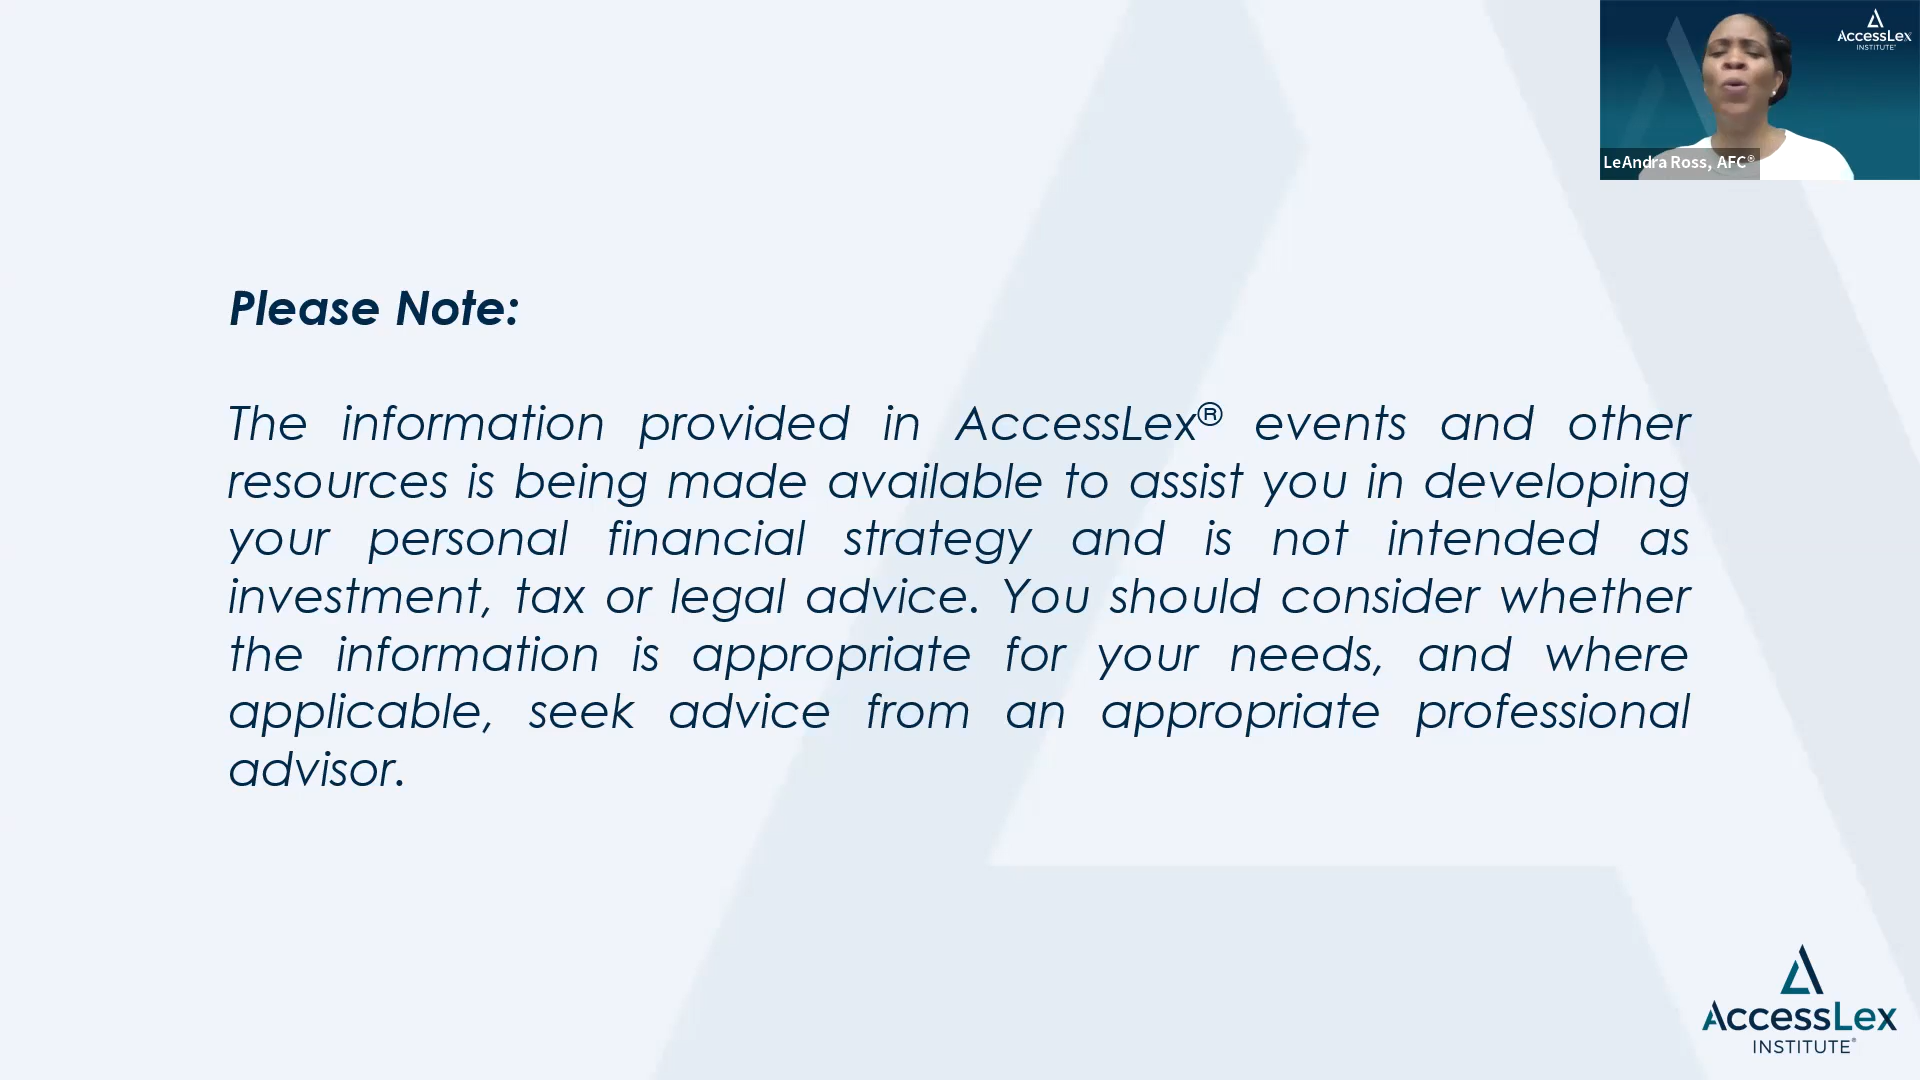 AccessLex
INSTITUTE®
LeAndra Ross, AFC®
Please Note:
The information provided in AccessLex® events and other
resources is being made available to assist you in developing
your personal financial strategy and is not intended as
investment, tax or legal advice. You should consider whether
the information is appropriate for your needs, and where
applicable, seek advice from an appropriate professional
advisor.
AccessLex
INSTITUTE®